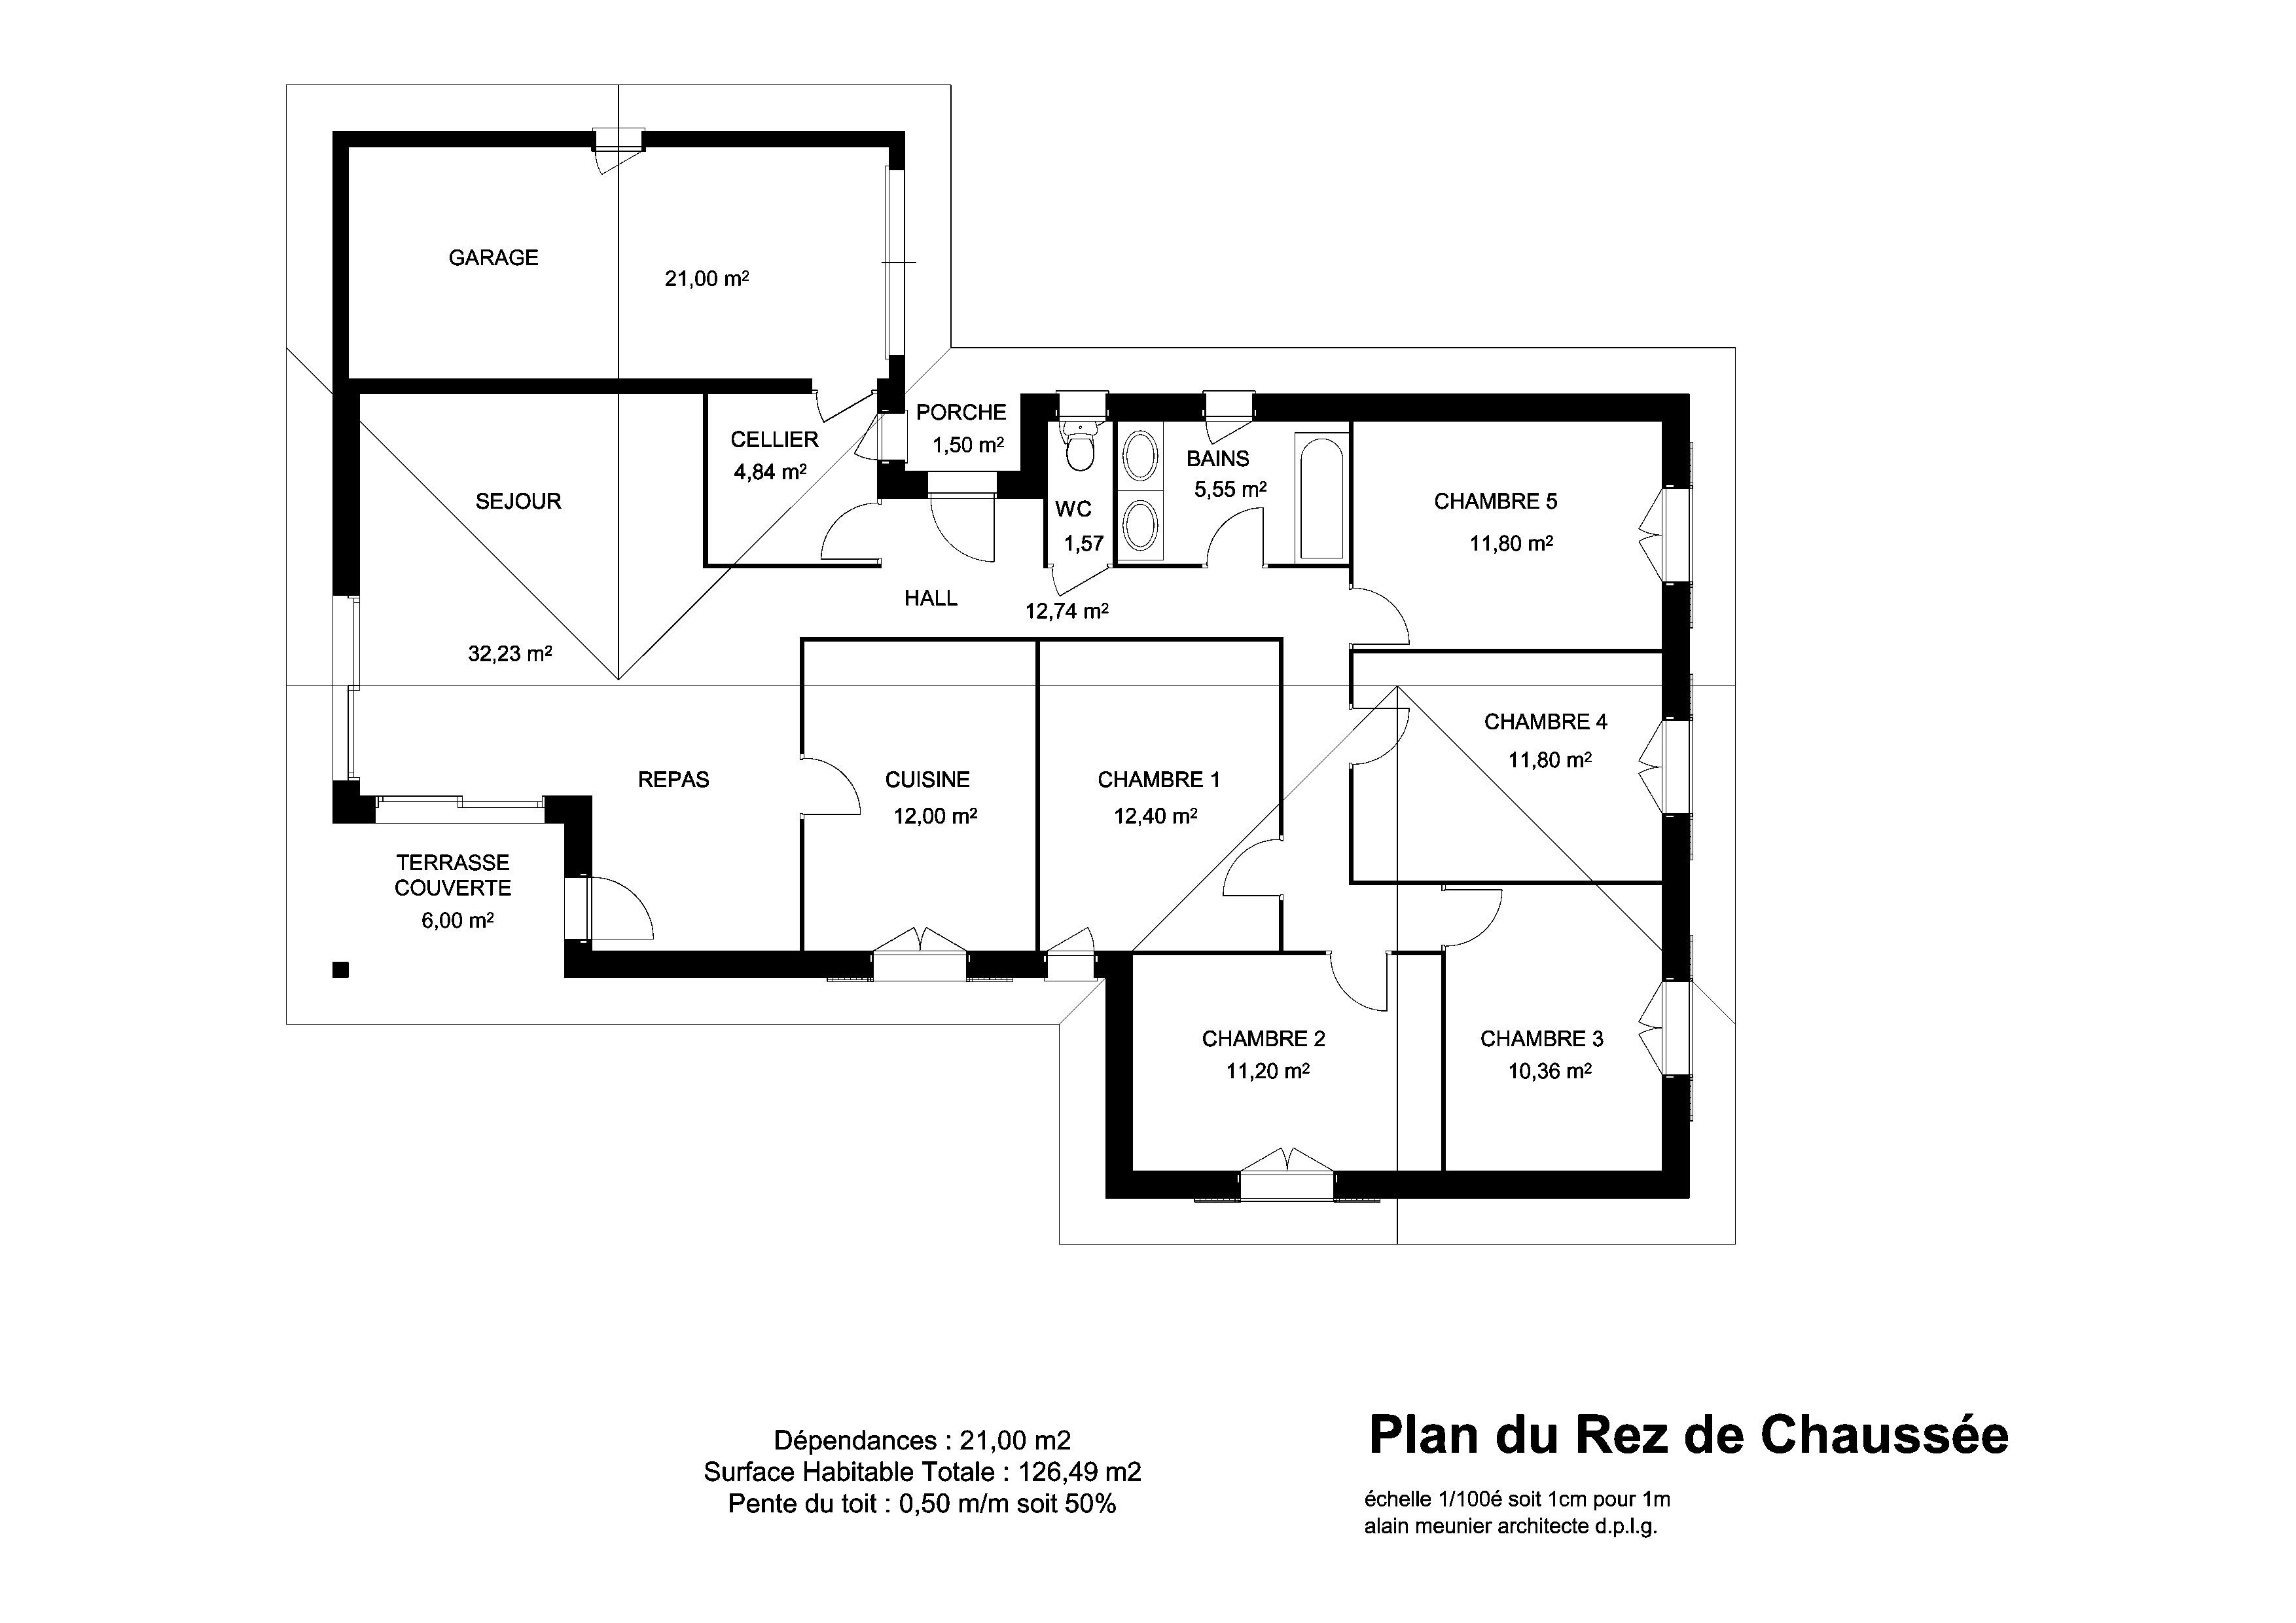 GARAGE
21,00 m²
PORCHE
1,50 m²
CELLIER
4,84 m²
SEJOUR
32,23 m²
BAINS
5,55 m²
WC
1,57
CHAMBRE 5
11,80 m²
HALL
12,74 m²
CHAMBRE 4
11,80 m²
REPAS
CUISINE
12,00 m²
CHAMBRE 1
12,40 m²
TERRASSE
COUVERTE
6,00 m²
CHAMBRE 2
11,20 m²
CHAMBRE 3
10,36 m²
Dépendances : 21,00 m2
Surface Habitable Totale : 126,49 m2
Pente du toit : 0,50 m/m soit 50%
Plan du Rez de Chaussée
échelle 1/100é soit 1cm pour 1m
alain meunier architecte d.p.l.g.